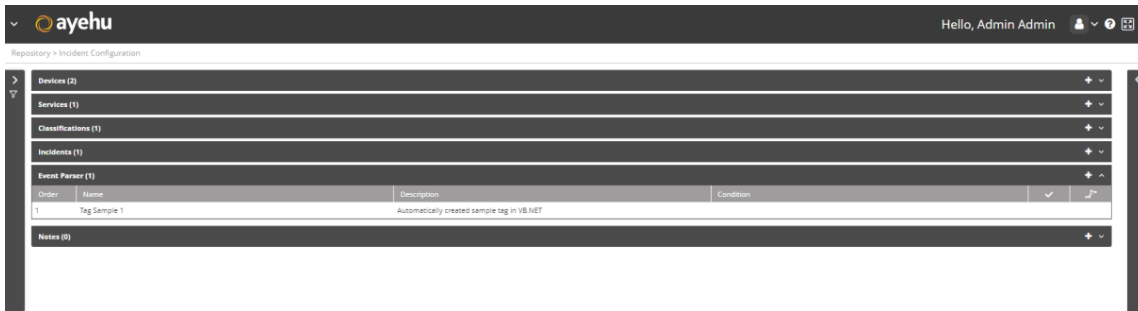 ayehu
Hello, Admin Admin
Repository > Incident Configuration
Devices (2)
Services (1)
Classifications (1)
Incidents (1)
Event Parser (1)
Order Name Description Condition
1 Tag Sample 1 Automatically created sample tag in VB.NET
Notes (0)